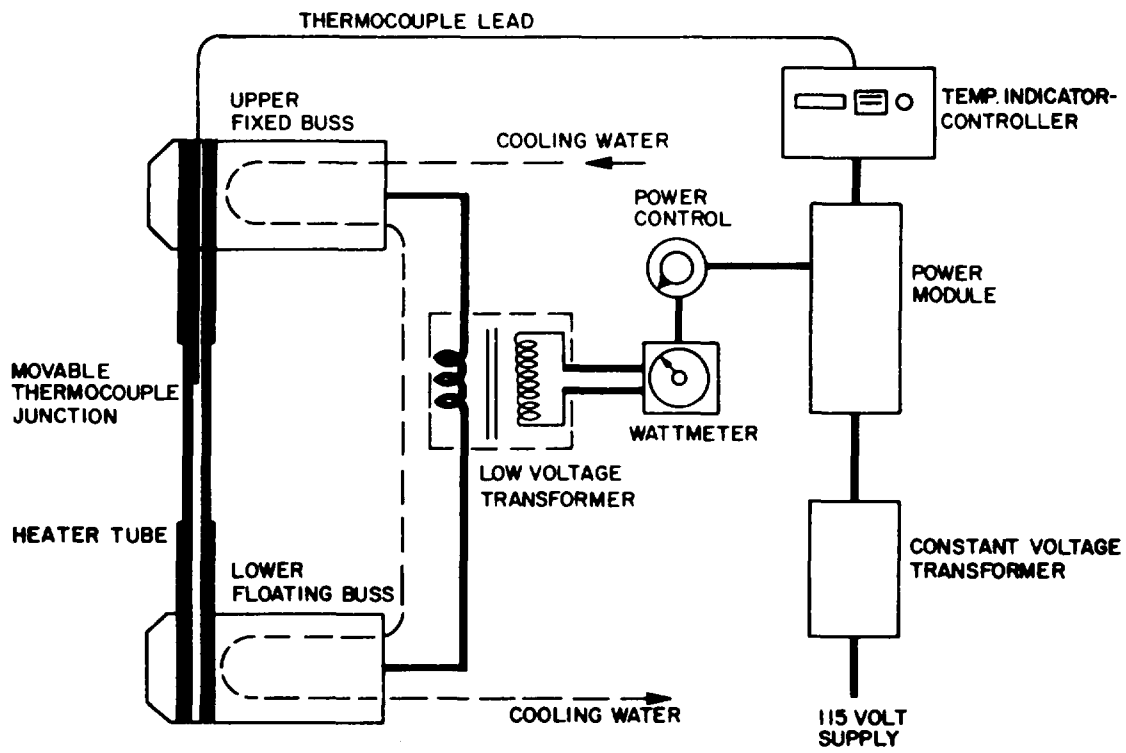 THERMOCOUPLE LEAD
UPPER
FIXED BUSS
COOLING WATER
TEMP. INDICATOR-
CONTROLLER
POWER
CONTROL
POWER
MODULE
MOVABLE
THERMOCOUPLE
JUNCTION
WATTMETER
LOW VOLTAGE
TRANSFORMER
HEATER TUBE
LOWER
FLOATING BUSS
CONSTANT VOLTAGE
TRANSFORMER
COOLING WATER
115 VOLT
SUPPLY